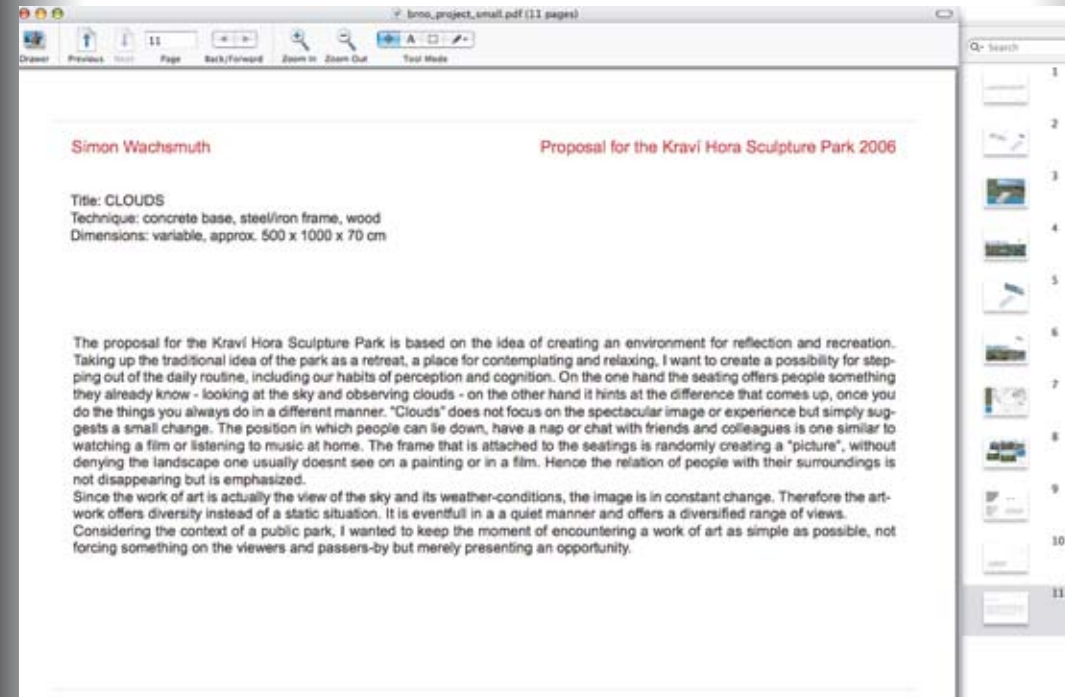 brno_project_small.pdf (11 pages)
Drawer Previous Next 11 Page Back/Forward Zoom In Zoom Out A Tool Mode
Search
Simon Wachsmuth Proposal for the Kraví Hora Sculpture Park 2006
Title: CLOUDS
Technique: concrete base, steel/iron frame, wood
Dimensions: variable, approx. 500 x 1000 x 70 cm
The proposal for the Kraví Hora Sculpture Park is based on the idea of creating an environment for reflection and recreation.
Taking up the traditional idea of the park as a retreat, a place for contemplating and relaxing, I want to create a possibility for step-
ping out of the daily routine, including our habits of perception and cognition. On the one hand the seating offers people something
they already know - looking at the sky and observing clouds - on the other hand it hints at the difference that comes up, once you
do the things you always do in a different manner. "Clouds" does not focus on the spectacular image or experience but simply sug-
gests a small change. The position in which people can lie down, have a nap or chat with friends and colleagues is one similar to
watching a film or listening to music at home. The frame that is attached to the seatings is randomly creating a "picture", without
denying the landscape one usually doesnt see on a painting or in a film. Hence the relation of people with their surroundings is
not disappearing but is emphasized.
Since the work of art is actually the view of the sky and its weather-conditions, the image is in constant change. Therefore the art-
work offers diversity instead of a static situation. It is eventfull in a a quiet manner and offers a diversified range of views.
Considering the context of a public park, I wanted to keep the moment of encountering a work of art as simple as possible, not
forcing something on the viewers and passers-by but merely presenting an opportunity.
1
2
3
4
5
6
7
8
9
10
11